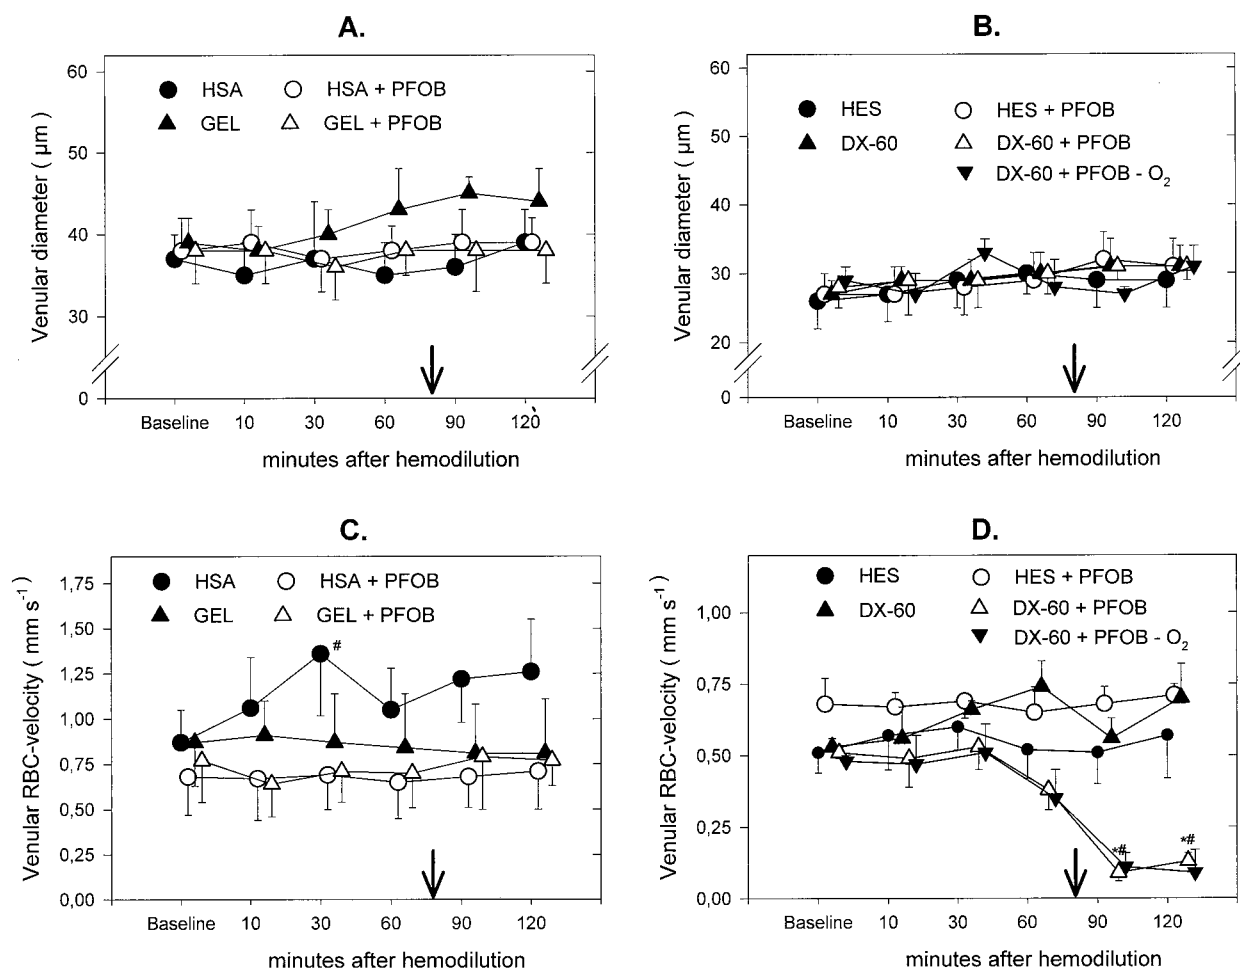 A.
60
50
40
30
0
Venular diameter ( µm )
HSA
HSA + PFOB
GEL
GEL + PFOB
Baseline 10 30 60 90 120
minutes after hemodilution
B.
60
50
40
30
20
0
Venular diameter ( µm )
HES
HES + PFOB
DX-60
DX-60 + PFOB
DX-60 + PFOB - O2
Baseline 10 30 60 90 120
minutes after hemodilution
C.
1,75
1,50
1,25
1,00
0,75
0,50
0,25
0,00
Venular RBC-velocity ( mm s-1 )
HSA
HSA + PFOB
GEL
GEL + PFOB
#
Baseline 10 30 60 90 120
minutes after hemodilution
D.
1,00
0,75
0,50
0,25
0,00
Venular RBC-velocity ( mm s-1 )
HES
HES + PFOB
DX-60
DX-60 + PFOB
DX-60 + PFOB - O2
*#
*#
Baseline 10 30 60 90 120
minutes after hemodilution